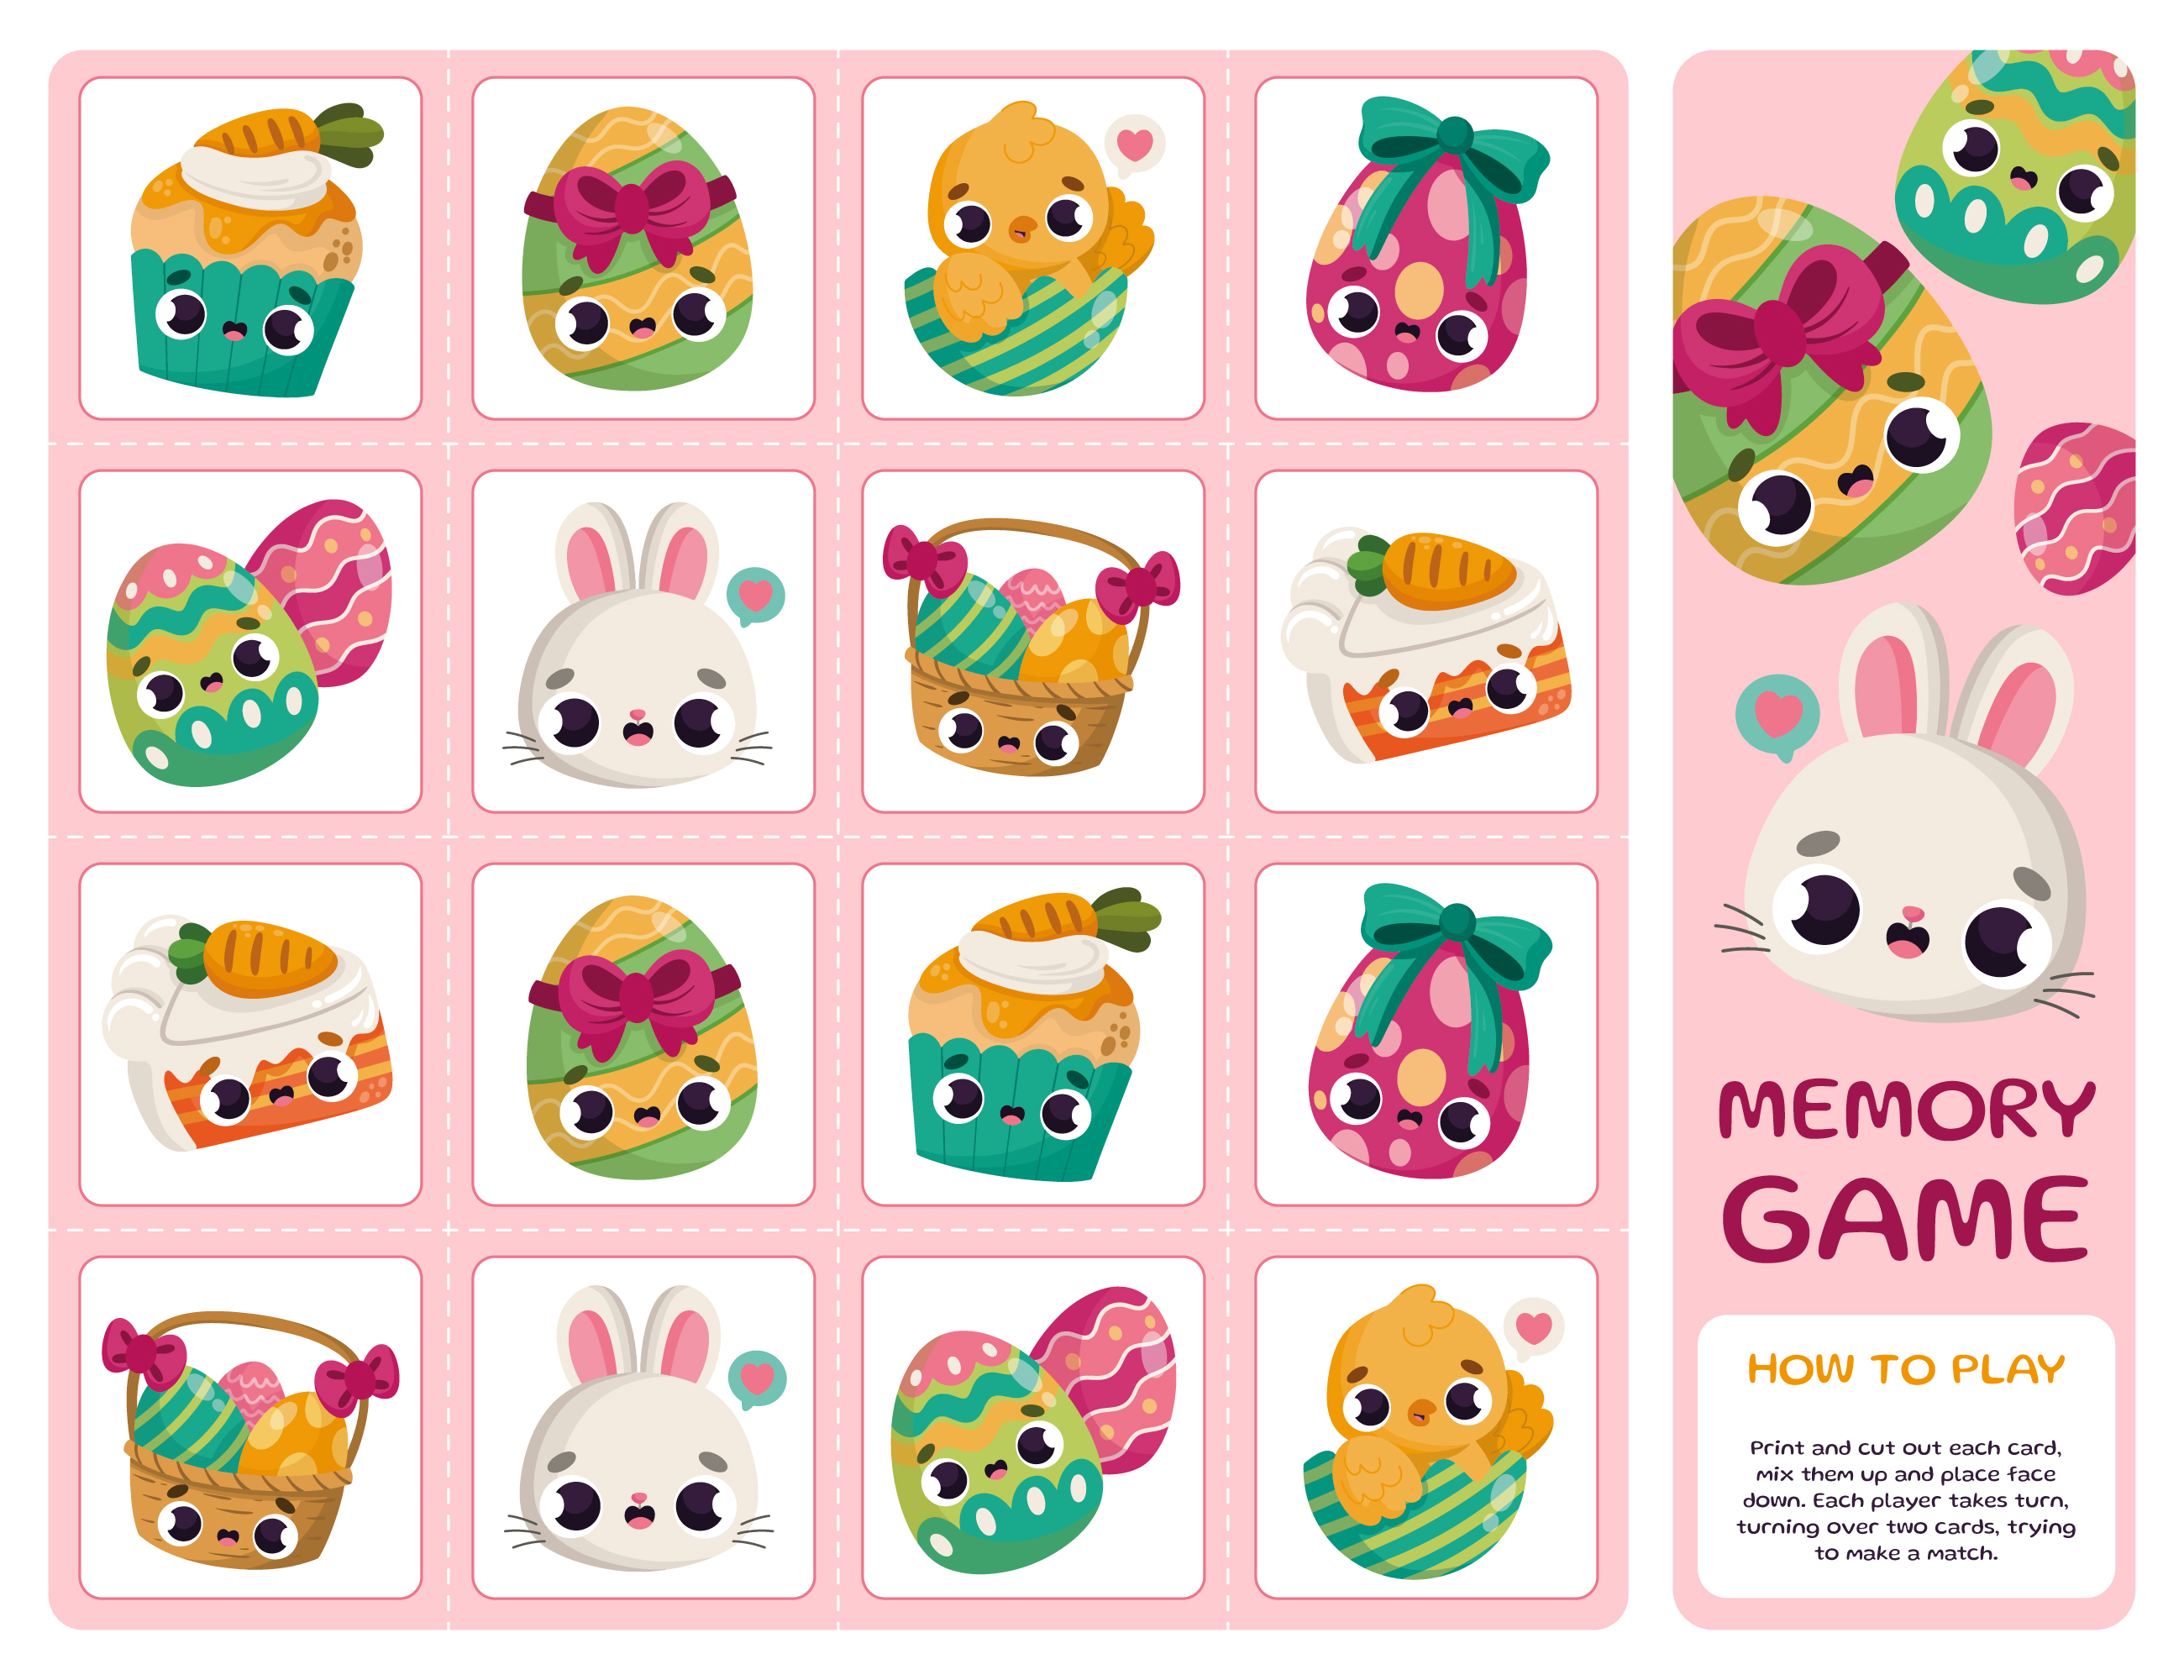 MEMORY
GAME
HOW TO PLAY
Print and cut out each card,
mix them up and place face
down. Each player takes turn,
turning over two cards, trying
to make a match.